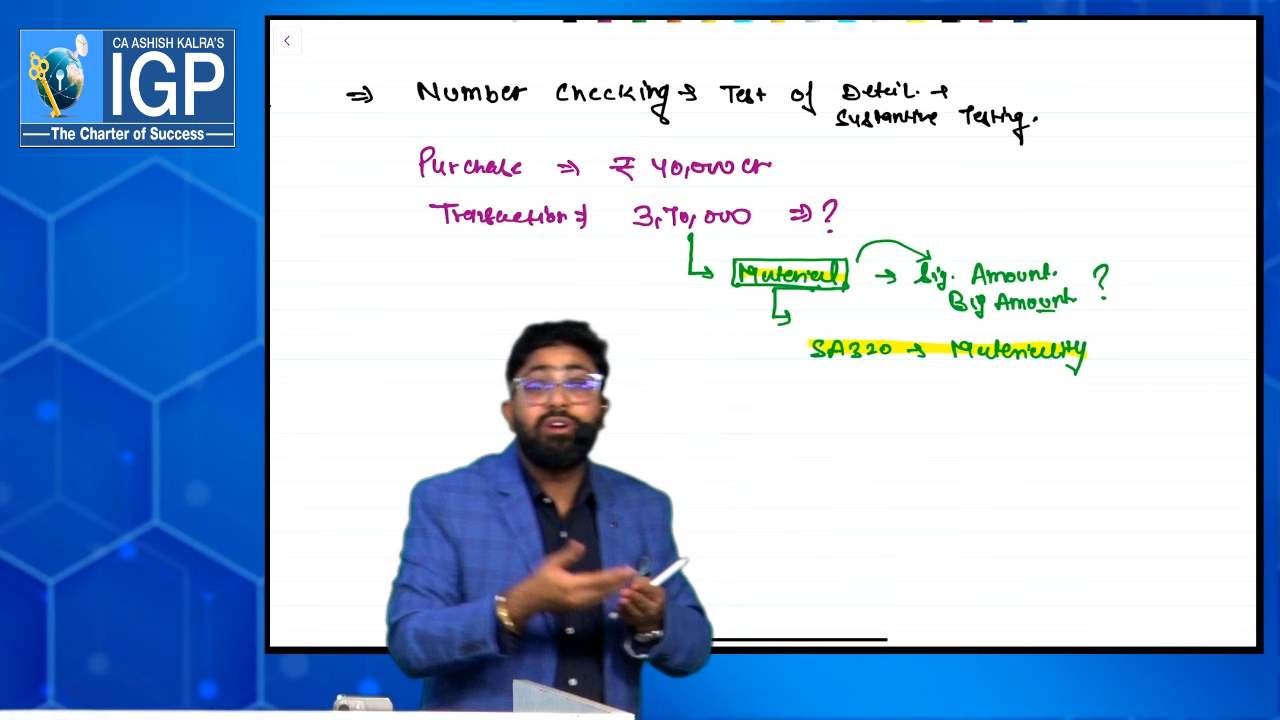 CA ASHISH KALRA'S
IGP
The Charter of Success
⇒ Number Checking → Test of Detail. +
Substantive Testing.
Purchase ⇒ ₹ 40,000 cr
Transaction ⇒ 3,70,000 ⇒ ?
Material → Sig. Amount. ?
Big Amount
SA320 → Materiality